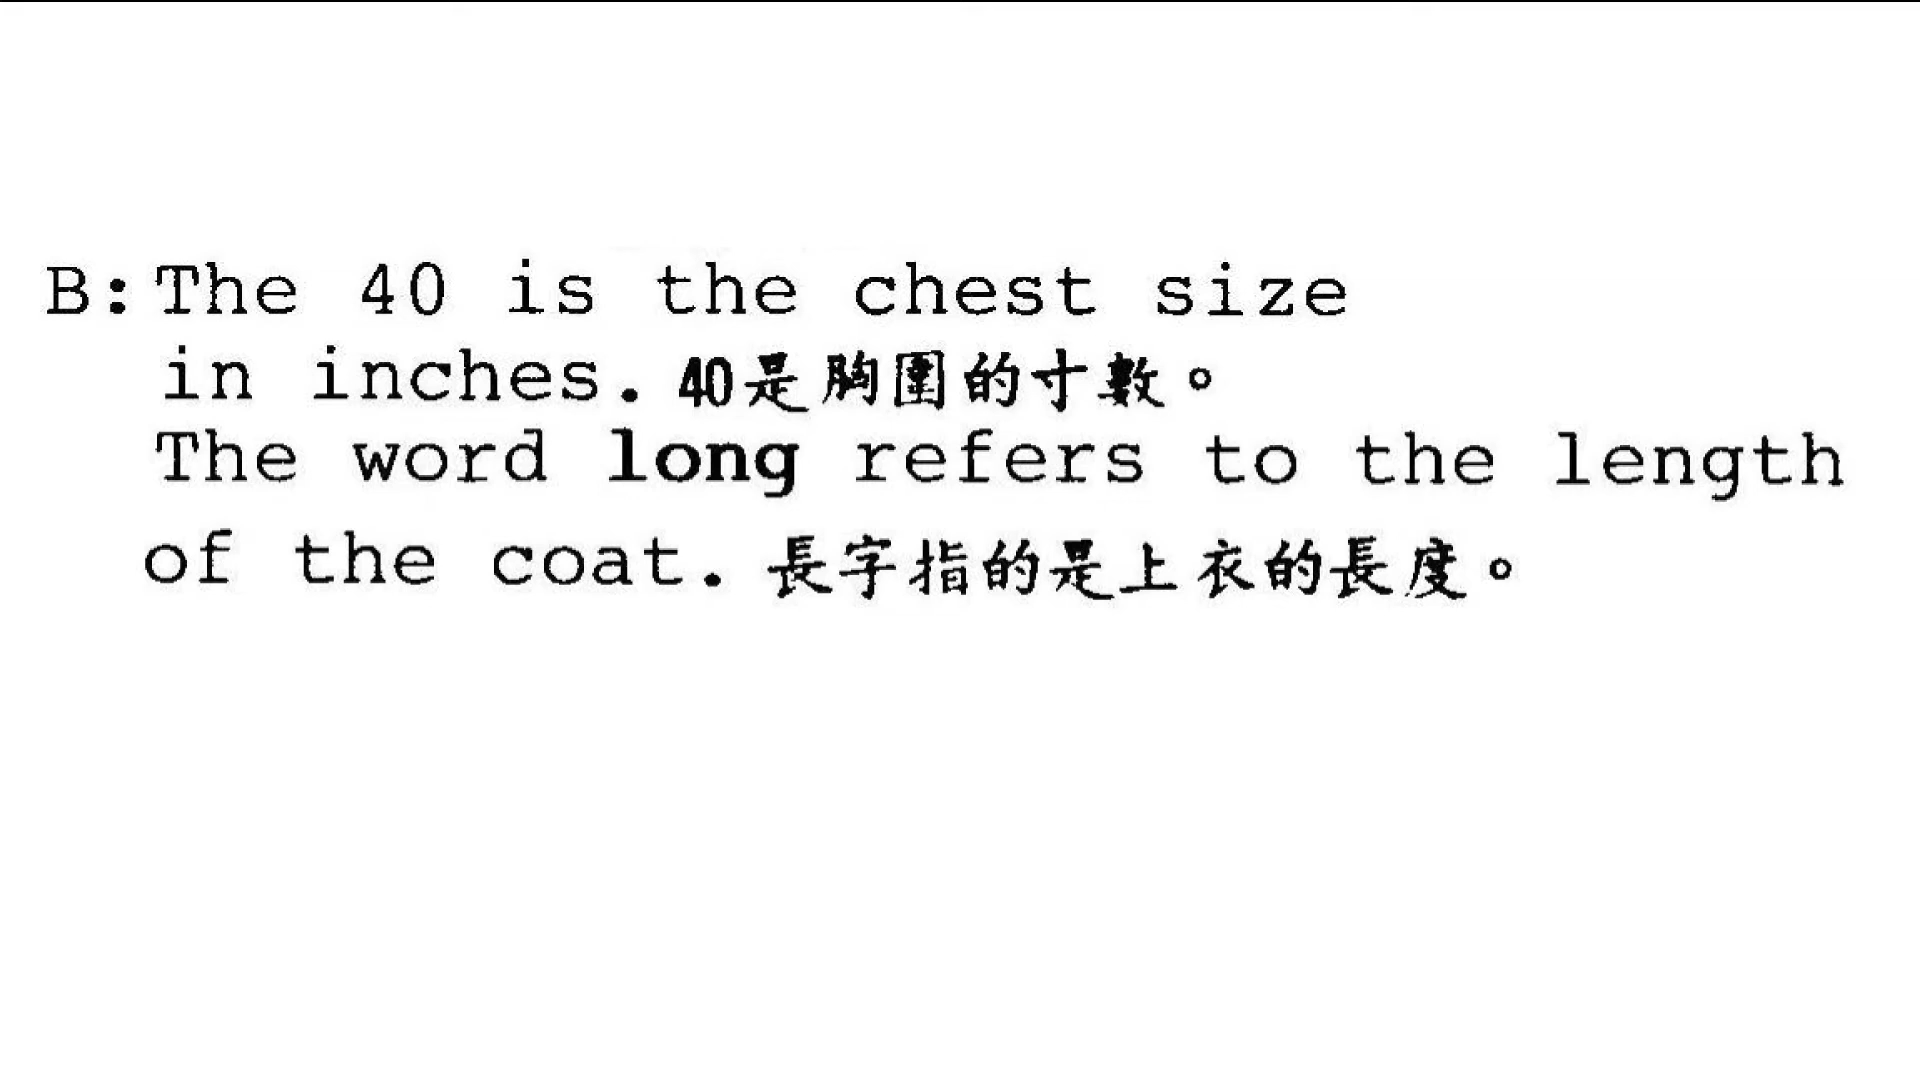 B: The 40 is the chest size
in inches. 40是胸圍的寸數。
The word long refers to the length
of the coat. 長字指的是上衣的長度。